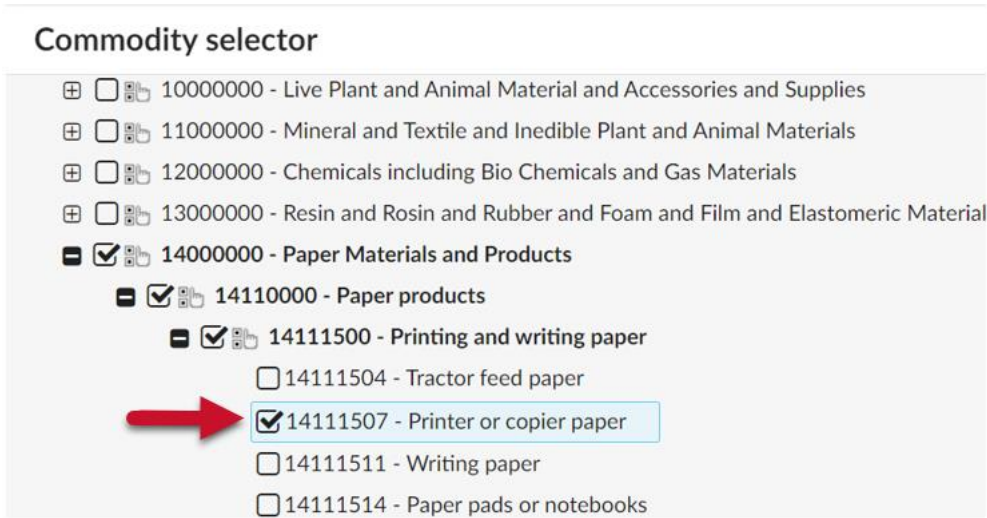 Commodity selector
10000000 - Live Plant and Animal Material and Accessories and Supplies
11000000 - Mineral and Textile and Inedible Plant and Animal Materials
12000000 - Chemicals including Bio Chemicals and Gas Materials
13000000 - Resin and Rosin and Rubber and Foam and Film and Elastomeric Material
14000000 - Paper Materials and Products
14110000 - Paper products
14111500 - Printing and writing paper
14111504 - Tractor feed paper
14111507 - Printer or copier paper
14111511 - Writing paper
14111514 - Paper pads or notebooks